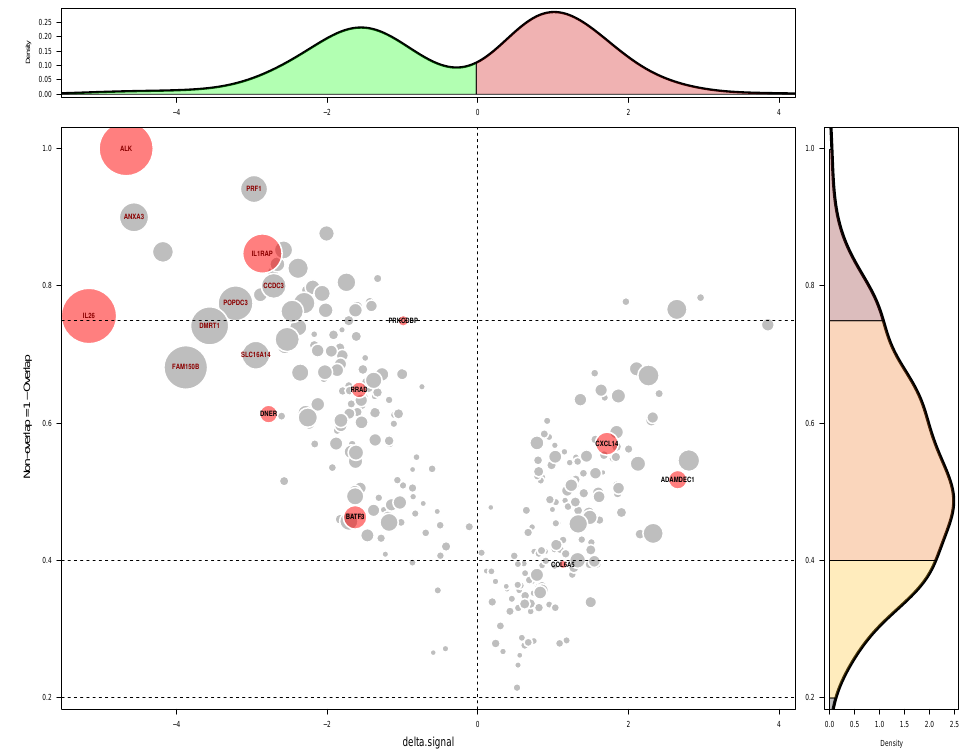 Density
0.25
0.20
0.15
0.10
0.05
0.00
−4
−2
0
2
4
Non−overlap = 1 −Overlap
1.0
0.8
0.6
0.4
0.2
ALK
PRF1
ANXA3
IL1RAP
CCDC3
POPDC3
IL26
DMRT1
PRKCDBP
SLC16A14
FAM150B
RRAD
DNER
CXCL14
ADAMDEC1
BATF3
COL6A5
−4
−2
0
2
4
delta.signal
1.0
0.8
0.6
0.4
0.2
0.0
0.5
1.0
1.5
2.0
2.5
Density